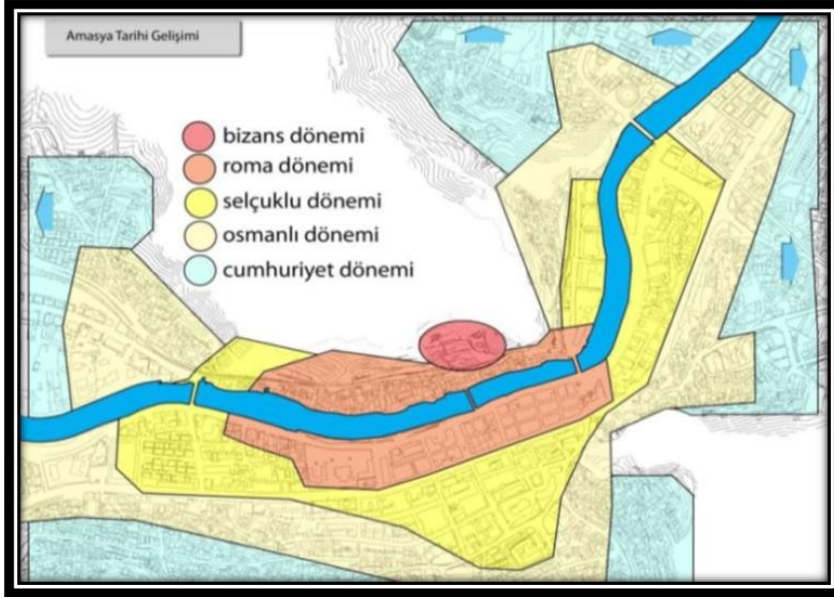 Amasya Tarihi Gelişimi
bizans dönemi
roma dönemi
selçuklu dönemi
osmanlı dönemi
cumhuriyet dönemi